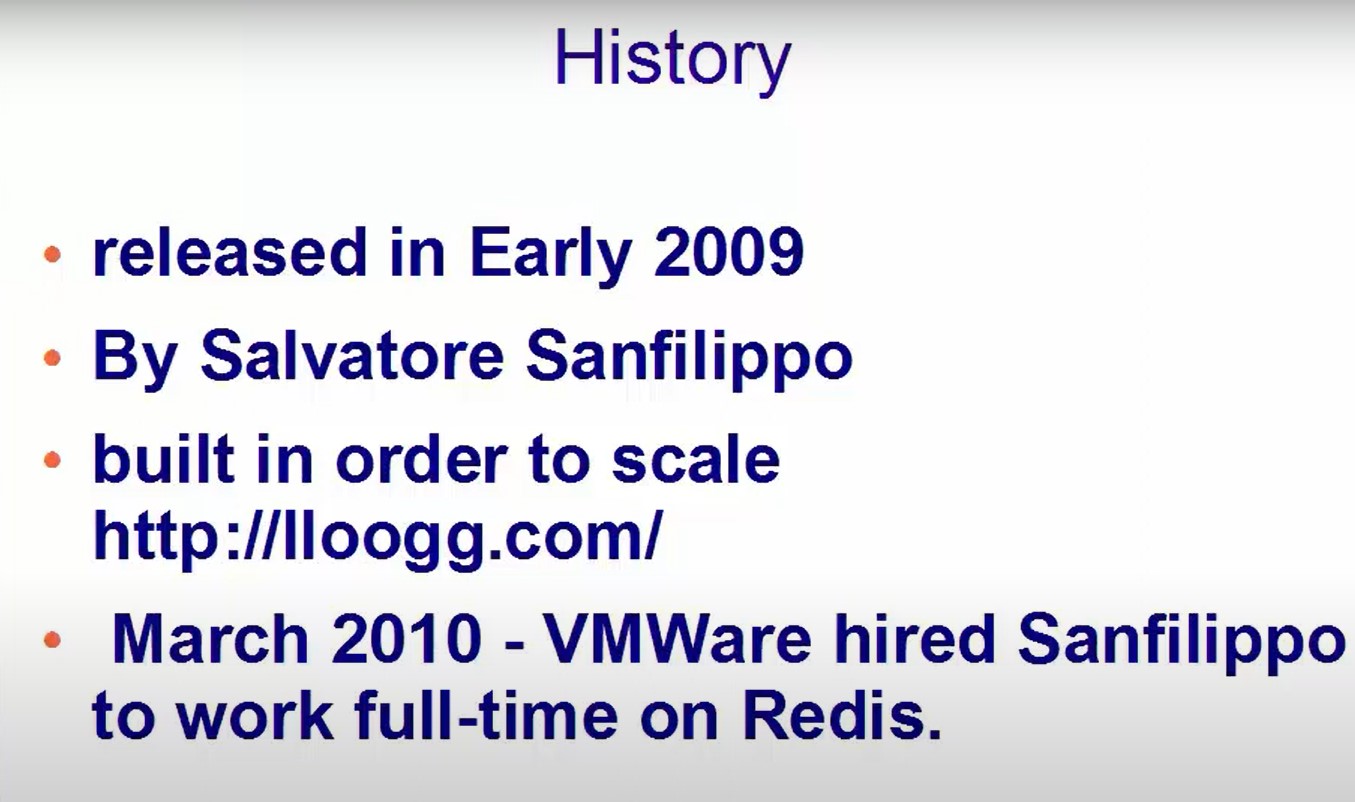 History
released in Early 2009
By Salvatore Sanfilippo
built in order to scale
http://lloogg.com/
March 2010 - VMWare hired Sanfilippo
to work full-time on Redis.